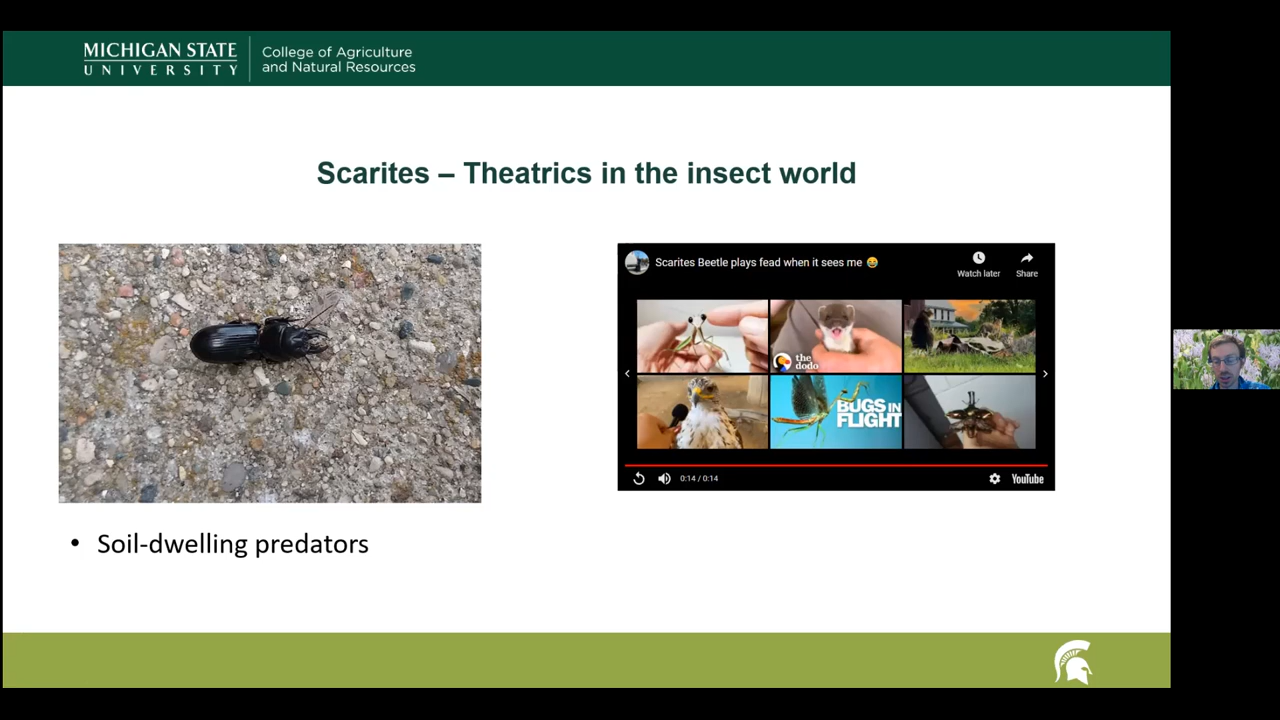 MICHIGAN STATE
UNIVERSITY
College of Agriculture
and Natural Resources
Scarites – Theatrics in the insect world
Scarites Beetle plays fead when it sees me 😄
Watch later
Share
the
dodo
BUGS IN
FLIGHT
0:14 / 0:14
YouTube
• Soil-dwelling predators